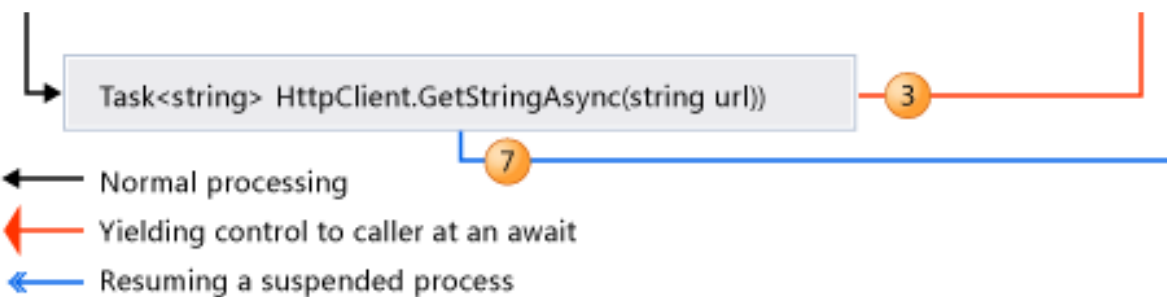 Task<string> HttpClient.GetStringAsync(string url))
3
7
Normal processing
Yielding control to caller at an await
Resuming a suspended process